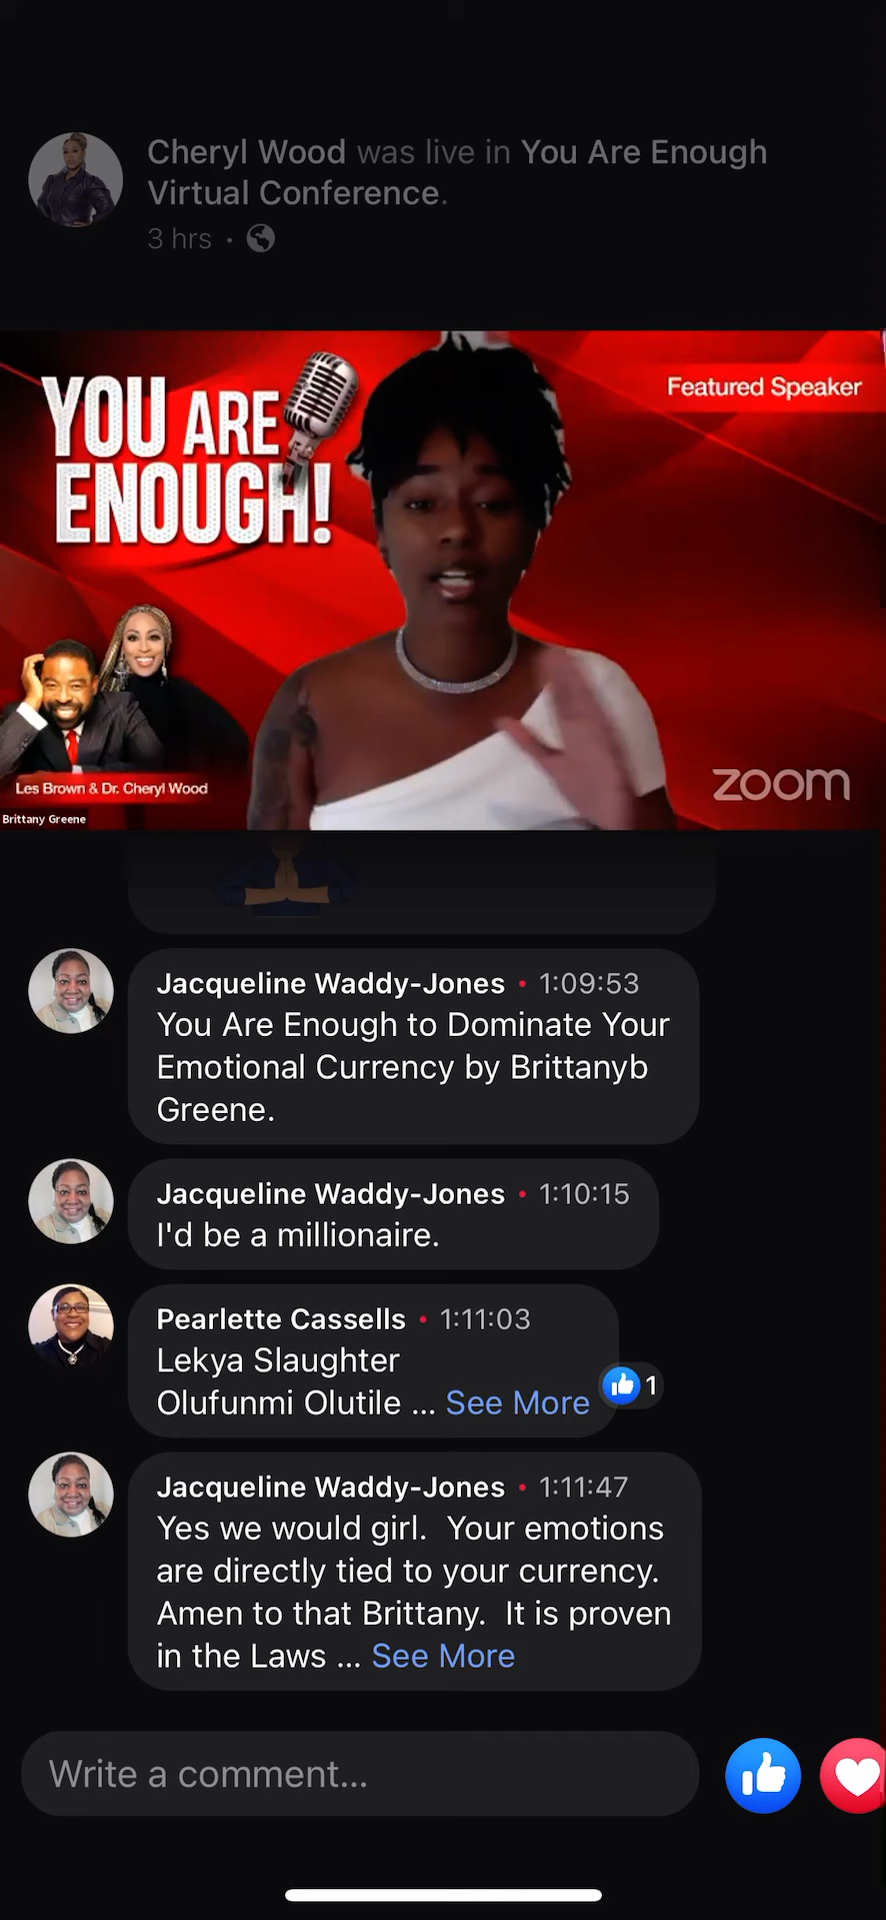 Cheryl Wood was live in You Are Enough
Virtual Conference.
3 hrs ·
YOU ARE
ENOUGH!
Featured Speaker
Les Brown & Dr. Cheryl Wood
zoom
Brittany Greene
Jacqueline Waddy-Jones • 1:09:53
You Are Enough to Dominate Your
Emotional Currency by Brittanyb
Greene.
Jacqueline Waddy-Jones • 1:10:15
I'd be a millionaire.
Pearlette Cassells • 1:11:03
Lekya Slaughter
Olufunmi Olutile ... See More
1
Jacqueline Waddy-Jones • 1:11:47
Yes we would girl.  Your emotions
are directly tied to your currency.
Amen to that Brittany.  It is proven
in the Laws ... See More
Write a comment...